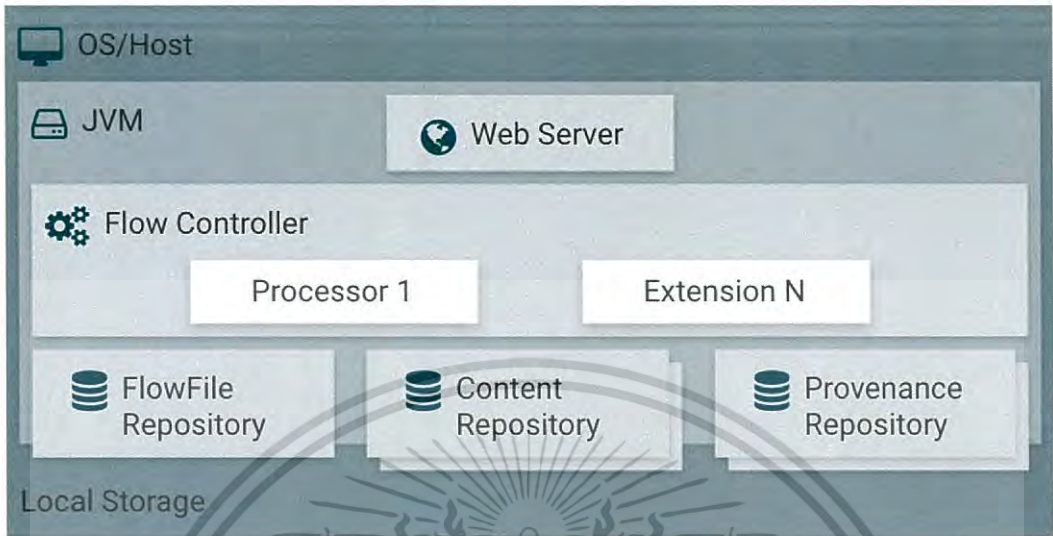 OS/Host
JVM
Web Server
Flow Controller
Processor 1
Extension N
FlowFile
Repository
Content
Repository
Provenance
Repository
Local Storage